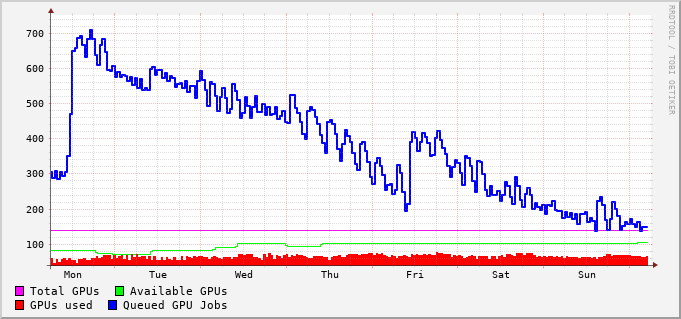 700
600
500
400
300
200
100
Mon Tue Wed Thu Fri Sat Sun
Total GPUs Available GPUs
GPUs used Queued GPU Jobs
RRDTOOL / TOBI OETIKER